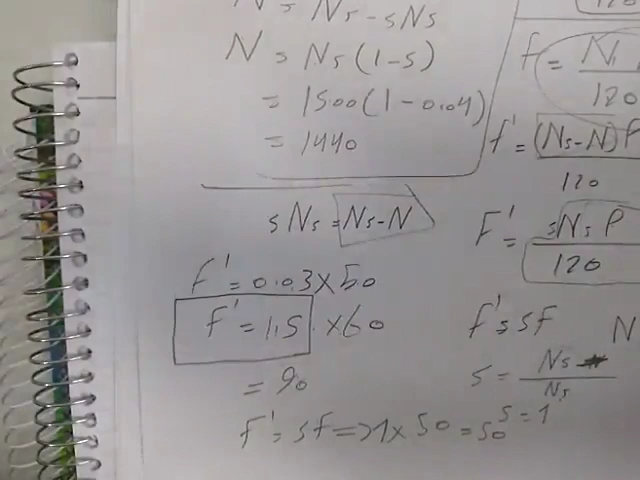 N = Ns - sNs
N = Ns (1-s)
= 1500 (1 - 0.04)
= 1440
sNs = Ns-N
F' = 0.03 x 50
F' = 1.5 x 60
= 90
F' = sF => 1 x 50 = 50
120
f = N
120
f' = (Ns-N) P
120
F' = sNs P
120
f' = sf
N
s = Ns
Ns
s = 1